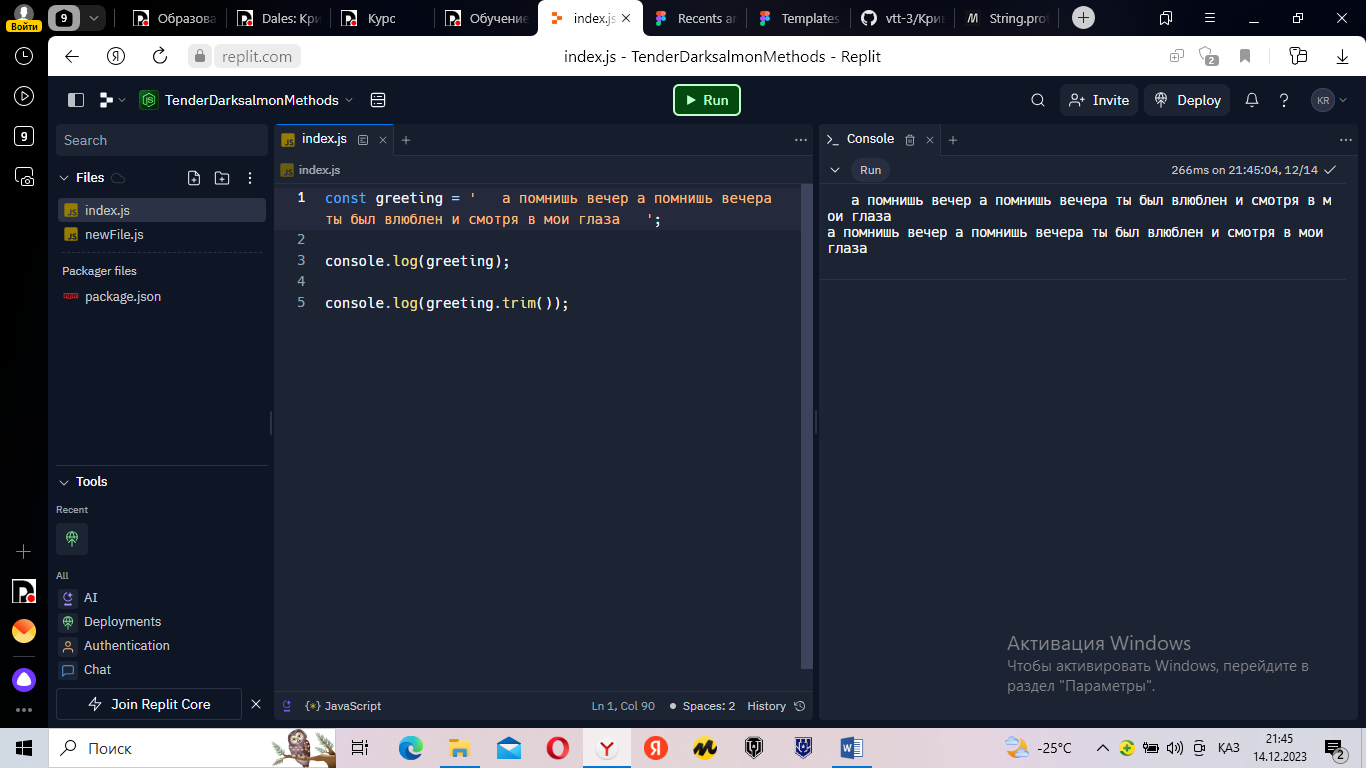 Войти
9
Образова
Dales: Кри
Курс
Обучение
index.js
Recents an
Templates
vtt-3/Крив
String.prot
replit.com
index.js - TenderDarksalmonMethods - Replit
2
9
TenderDarksalmonMethods
Run
Invite
Deploy
KR
Search
Files
index.js
newFile.js
Packager files
package.json
Tools
Recent
All
AI
Deployments
Authentication
Chat
Join Replit Core
index.js
index.js
1 const greeting = '   а помнишь вечер а помнишь вечера
ты был влюблен и смотря в мои глаза   ';
2
3 console.log(greeting);
4
5 console.log(greeting.trim());
JavaScript
Ln 1, Col 90
Spaces: 2
History
Console
Run
266ms on 21:45:04, 12/14
   а помнишь вечер а помнишь вечера ты был влюблен и смотря в м
ои глаза
а помнишь вечер а помнишь вечера ты был влюблен и смотря в мои
глаза
Активация Windows
Чтобы активировать Windows, перейдите в
раздел "Параметры".
Поиск
-25°C
ҚАЗ
21:45
14.12.2023
2